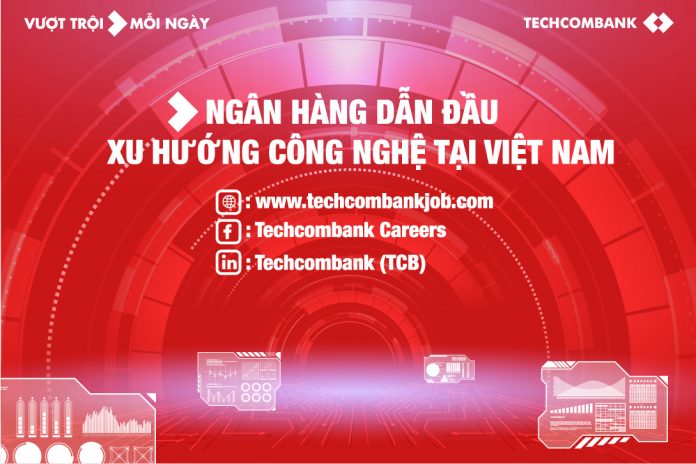 VƯỢT TRỘI MỖI NGÀY
TECHCOMBANK
NGÂN HÀNG DẪN ĐẦU
XU HƯỚNG CÔNG NGHỆ TẠI VIỆT NAM
: www.techcombankjob.com
f : Techcombank Careers
in : Techcombank (TCB)